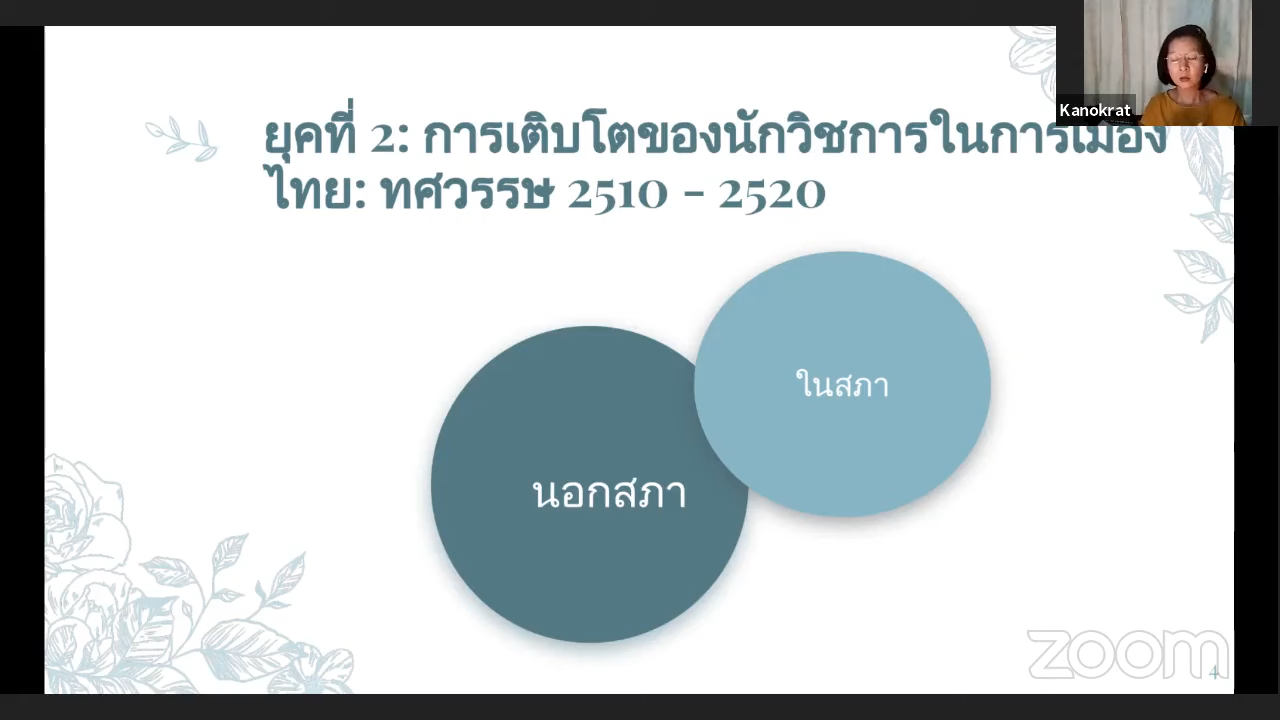 Kanokrat
ยุคที่ 2: การเติบโตของนักวิชาการในการเมือง
ไทย: ทศวรรษ 2510 - 2520
ในสภา
นอกสภา
zoom
4